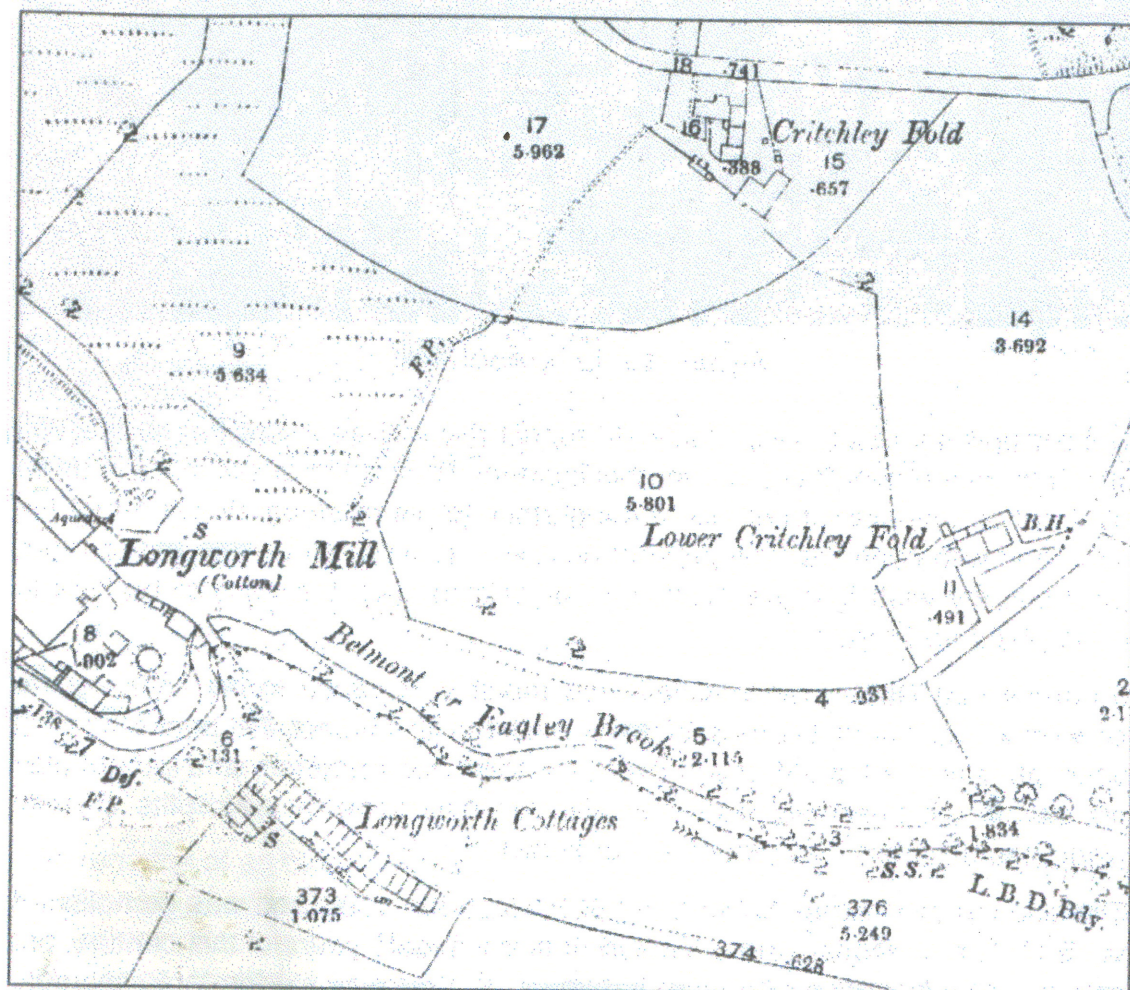 18
.741
17
5.962
16
Critchley Fold
15
.388
.657
14
3.692
F.P.
9
5.634
10
5.801
Aqueduct
S
Longworth Mill
(Cotton)
Lower Critchley Fold
B.H.
11
.491
8
.002
Belmont or Eagley Brook
4 .931
5
2.115
2
7
6
.131
Def.
F.P.
Longworth Cottages
S
3
1.834
S.S.
L.B.D. Bdy.
373
1.075
376
5.249
374 .628